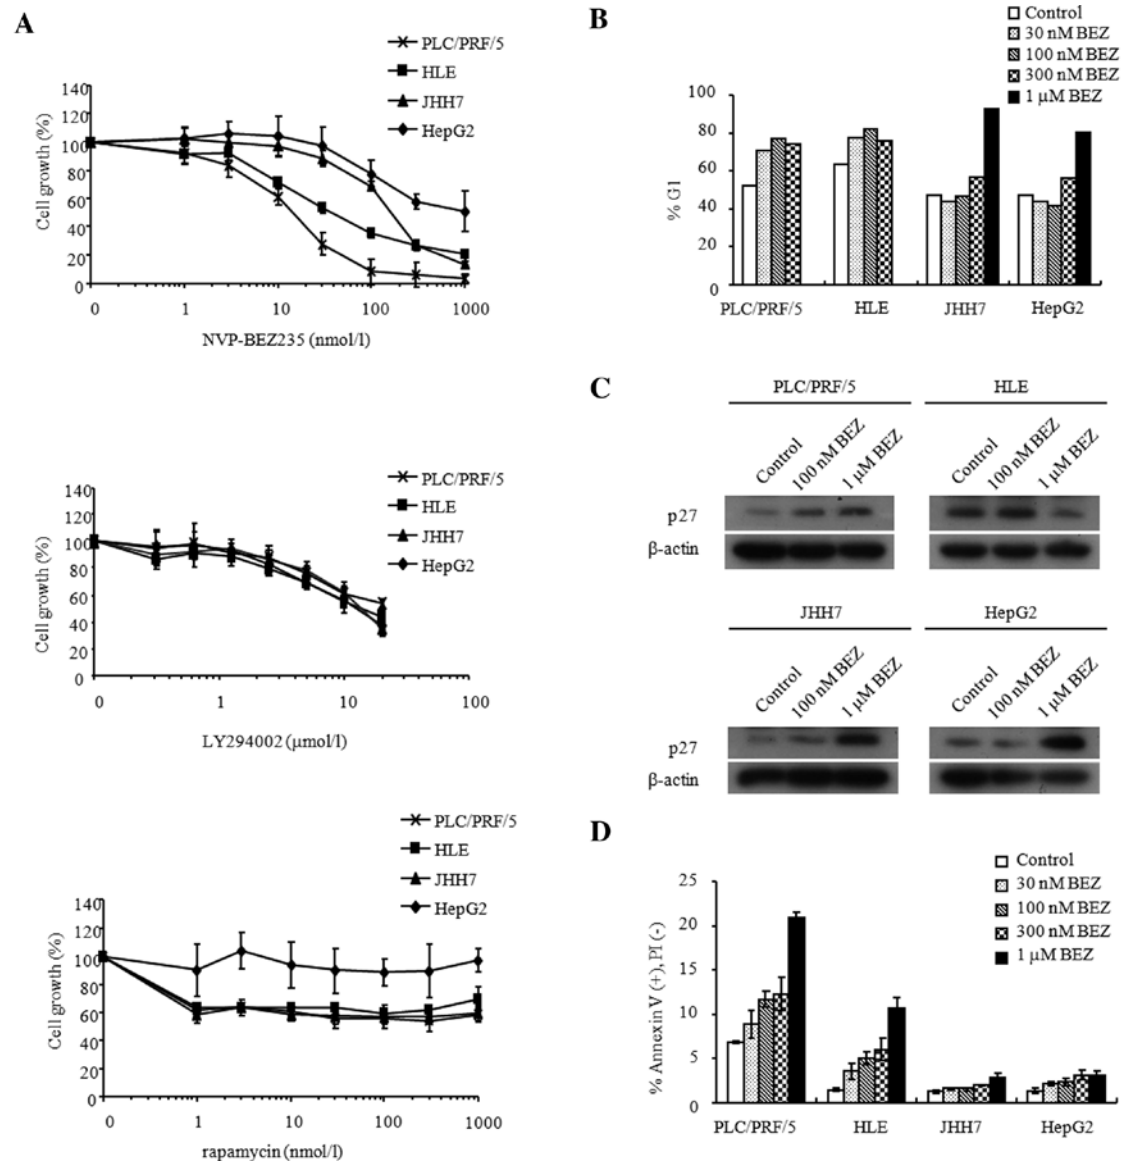 A
PLC/PRF/5
HLE
JHH7
HepG2
Cell growth (%)
140
120
100
80
60
40
20
0
0 1 10 100 1000
NVP-BEZ235 (nmol/l)
PLC/PRF/5
HLE
JHH7
HepG2
Cell growth (%)
140
120
100
80
60
40
20
0
0 1 10 100
LY294002 (μmol/l)
PLC/PRF/5
HLE
JHH7
HepG2
Cell growth (%)
140
120
100
80
60
40
20
0
0 1 10 100 1000
rapamycin (nmol/l)
B
Control
30 nM BEZ
100 nM BEZ
300 nM BEZ
1 μM BEZ
% G1
100
80
60
40
20
0
PLC/PRF/5 HLE JHH7 HepG2
C
PLC/PRF/5 HLE
Control 100 nM BEZ 1 μM BEZ Control 100 nM BEZ 1 μM BEZ
p27
β-actin
JHH7 HepG2
Control 100 nM BEZ 1 μM BEZ Control 100 nM BEZ 1 μM BEZ
p27
β-actin
D
Control
30 nM BEZ
100 nM BEZ
300 nM BEZ
1 μM BEZ
% Annexin V (+), PI (-)
25
20
15
10
5
0
PLC/PRF/5 HLE JHH7 HepG2